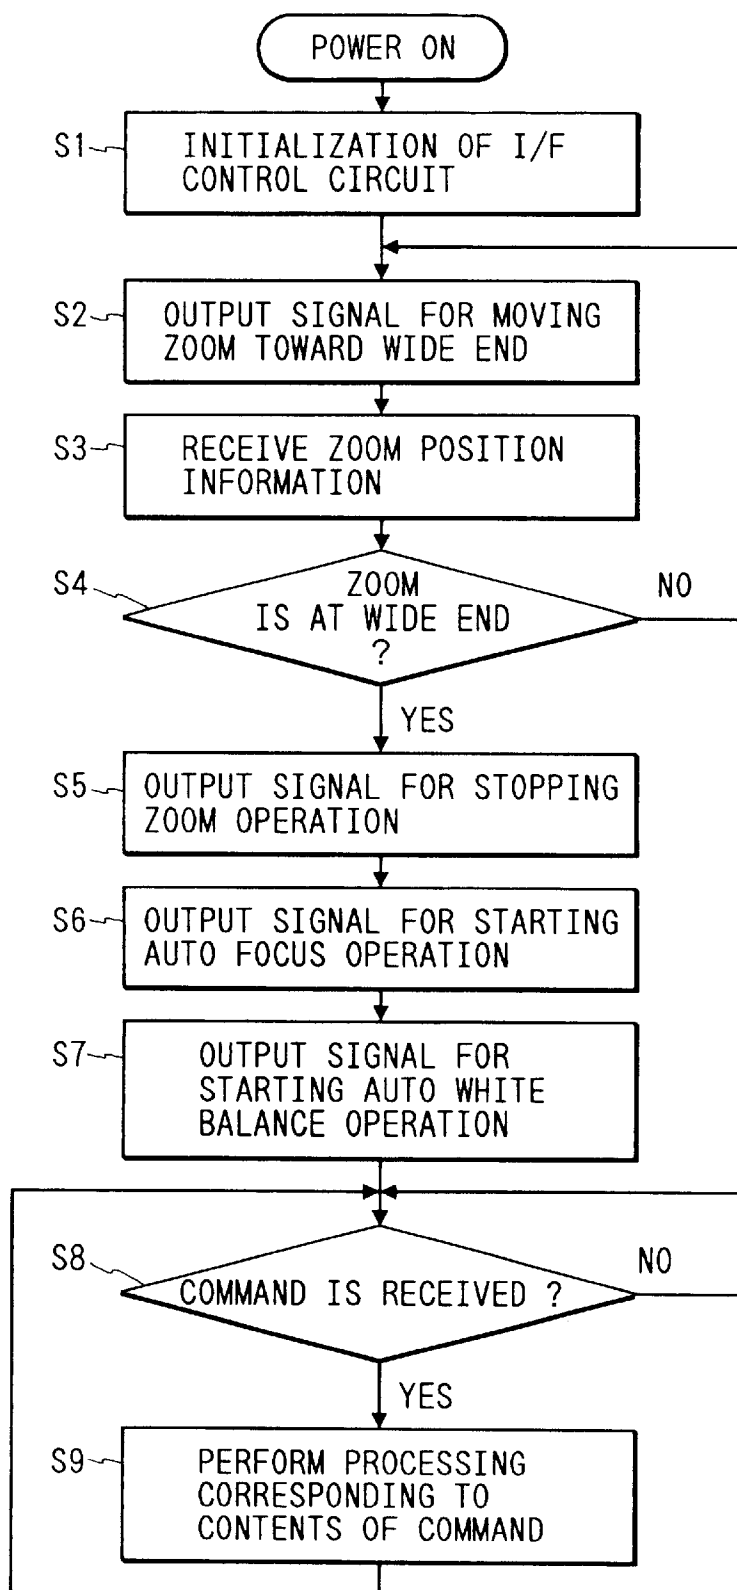 POWER ON
S1
INITIALIZATION OF I/F
CONTROL CIRCUIT
S2
OUTPUT SIGNAL FOR MOVING
ZOOM TOWARD WIDE END
S3
RECEIVE ZOOM POSITION
INFORMATION
S4
ZOOM
IS AT WIDE END
?
NO
YES
S5
OUTPUT SIGNAL FOR STOPPING
ZOOM OPERATION
S6
OUTPUT SIGNAL FOR STARTING
AUTO FOCUS OPERATION
S7
OUTPUT SIGNAL FOR
STARTING AUTO WHITE
BALANCE OPERATION
S8
COMMAND IS RECEIVED ?
NO
YES
S9
PERFORM PROCESSING
CORRESPONDING TO
CONTENTS OF COMMAND